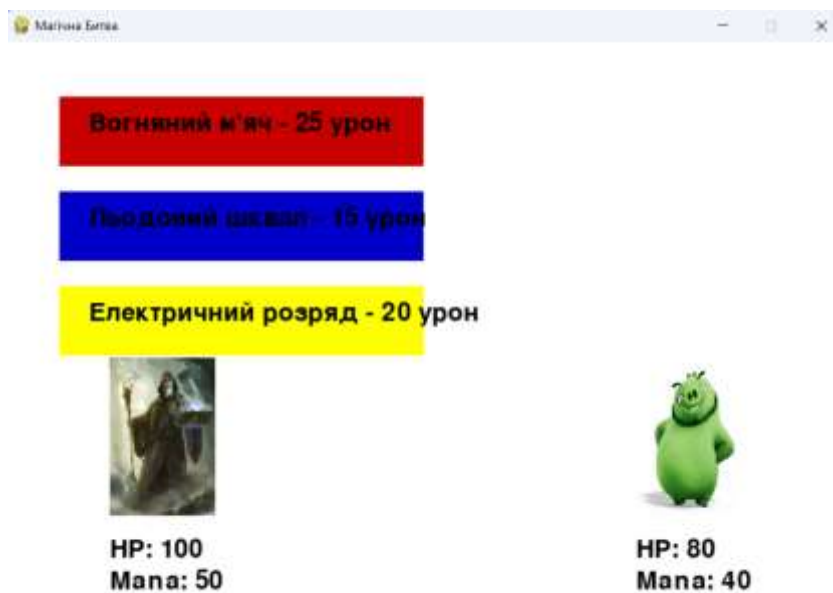 Магічна Битва
Вогняний м'яч - 25 урон
Льодовий шквал - 15 урон
Електричний розряд - 20 урон
HP: 100
Mana: 50
HP: 80
Mana: 40